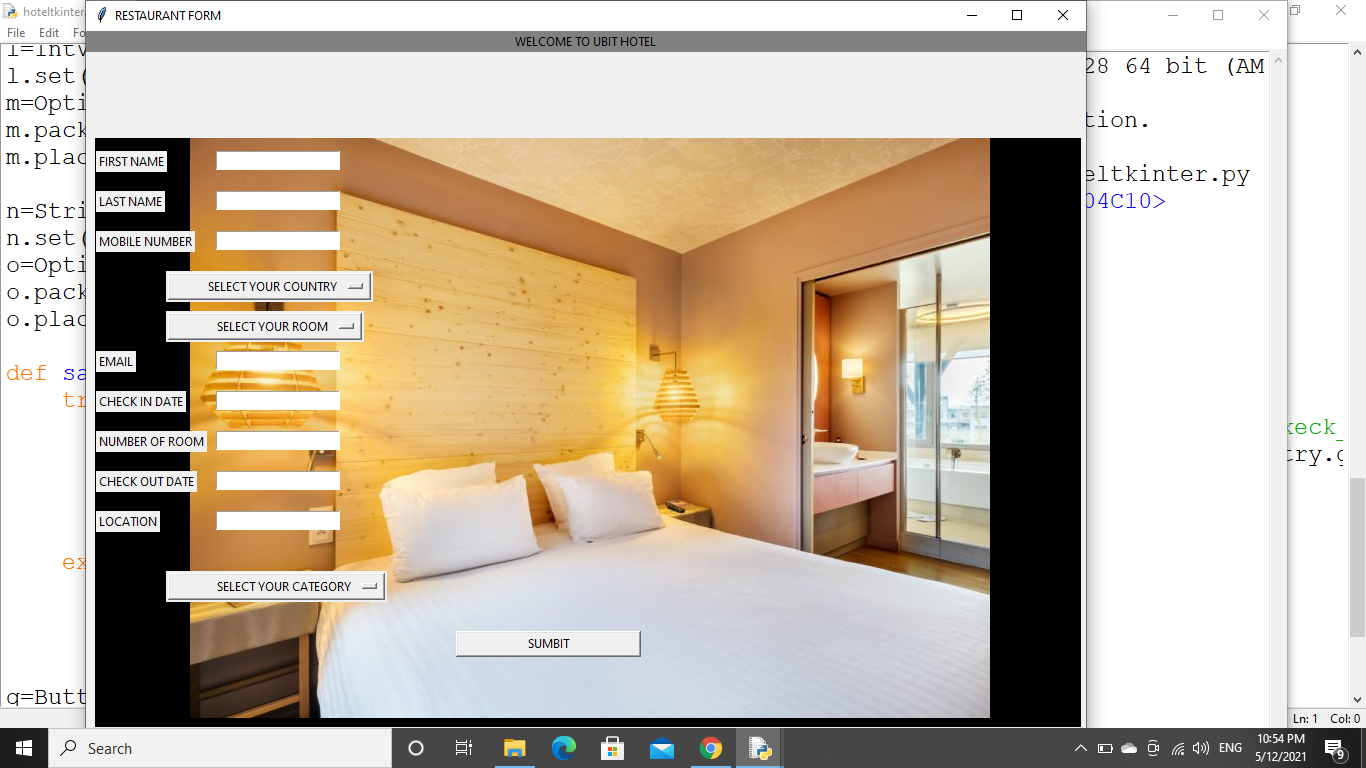 hoteltkinter
RESTAURANT FORM
File Edit Fo
WELCOME TO UBIT HOTEL
l=Intv
l.set(
m=Opti
m.pack
m.plac
n=Stri
n.set(
o=Opti
o.pack
o.plac
def sa
tr
ex
q=Butt
28 64 bit (AM
tion.
eltkinter.py
04C10>
keck_
try.g
FIRST NAME
LAST NAME
MOBILE NUMBER
SELECT YOUR COUNTRY
SELECT YOUR ROOM
EMAIL
CHECK IN DATE
NUMBER OF ROOM
CHECK OUT DATE
LOCATION
SELECT YOUR CATEGORY
SUMBIT
Ln: 1 Col: 0
Search
ENG
10:54 PM
5/12/2021
9